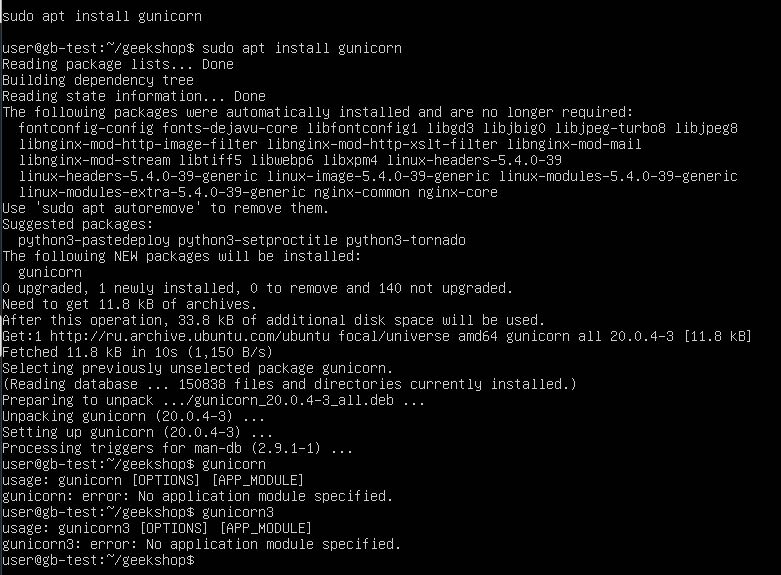 sudo apt install gunicorn
user@gb-test:~/geekshop$ sudo apt install gunicorn
Reading package lists... Done
Building dependency tree
Reading state information... Done
The following packages were automatically installed and are no longer required:
  fontconfig-config fonts-dejavu-core libfontconfig1 libgd3 libjbig0 libjpeg-turbo8 libjpeg8
  libnginx-mod-http-image-filter libnginx-mod-http-xslt-filter libnginx-mod-mail
  libnginx-mod-stream libtiff5 libwebp6 libxpm4 linux-headers-5.4.0-39
  linux-headers-5.4.0-39-generic linux-image-5.4.0-39-generic linux-modules-5.4.0-39-generic
  linux-modules-extra-5.4.0-39-generic nginx-common nginx-core
Use 'sudo apt autoremove' to remove them.
Suggested packages:
  python3-pastedeploy python3-setproctitle python3-tornado
The following NEW packages will be installed:
  gunicorn
0 upgraded, 1 newly installed, 0 to remove and 140 not upgraded.
Need to get 11.8 kB of archives.
After this operation, 33.8 kB of additional disk space will be used.
Get:1 http://ru.archive.ubuntu.com/ubuntu focal/universe amd64 gunicorn all 20.0.4-3 [11.8 kB]
Fetched 11.8 kB in 10s (1,150 B/s)
Selecting previously unselected package gunicorn.
(Reading database ... 150838 files and directories currently installed.)
Preparing to unpack .../gunicorn_20.0.4-3_all.deb ...
Unpacking gunicorn (20.0.4-3) ...
Setting up gunicorn (20.0.4-3) ...
Processing triggers for man-db (2.9.1-1) ...
user@gb-test:~/geekshop$ gunicorn
usage: gunicorn [OPTIONS] [APP_MODULE]
gunicorn: error: No application module specified.
user@gb-test:~/geekshop$ gunicorn3
usage: gunicorn3 [OPTIONS] [APP_MODULE]
gunicorn3: error: No application module specified.
user@gb-test:~/geekshop$